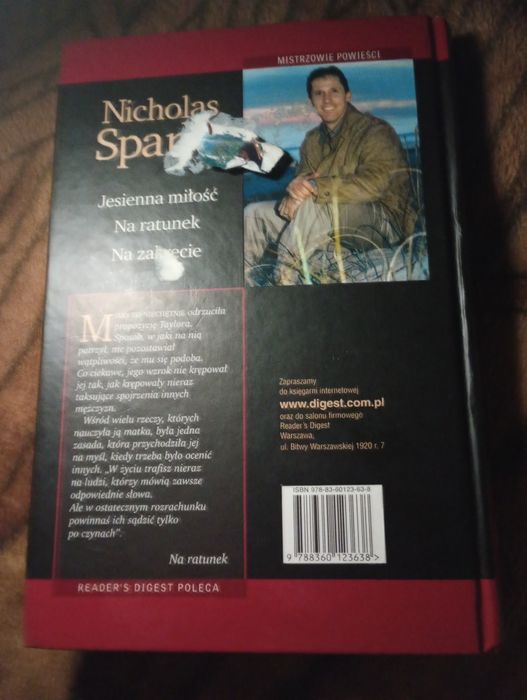 MISTRZOWIE POWIEŚCI
Nicholas
Spar
Jesienna miłość
Na ratunek
Na zakręcie
NIECHĘTNIE odrzuciła
propozycję Taylora.
Sposób, w jaki na nią
patrzył, nie pozostawiał
wątpliwości, że mu się podoba.
Co ciekawe, jego wzrok nie krępował
jej tak, jak krępowały nieraz
taksujące spojrzenia innych
mężczyzn.
Wśród wielu rzeczy, których
nauczyła ją matka, była jedna
zasada, która przychodziła jej
na myśl, kiedy trzeba było ocenić
innych. „W życiu trafisz nieraz
na ludzi, którzy mówią zawsze
odpowiednie słowa.
Ale w ostatecznym rozrachunku
powinnaś ich sądzić tylko
po czynach”.
Na ratunek
READER'S DIGEST POLECA
Zapraszamy
do księgarni internetowej
www.digest.com.pl
oraz do salonu firmowego
Reader's Digest
Warszawa,
ul. Bitwy Warszawskiej 1920 r. 7
ISBN 978-83-60123-63-8
9 788360 123638 >